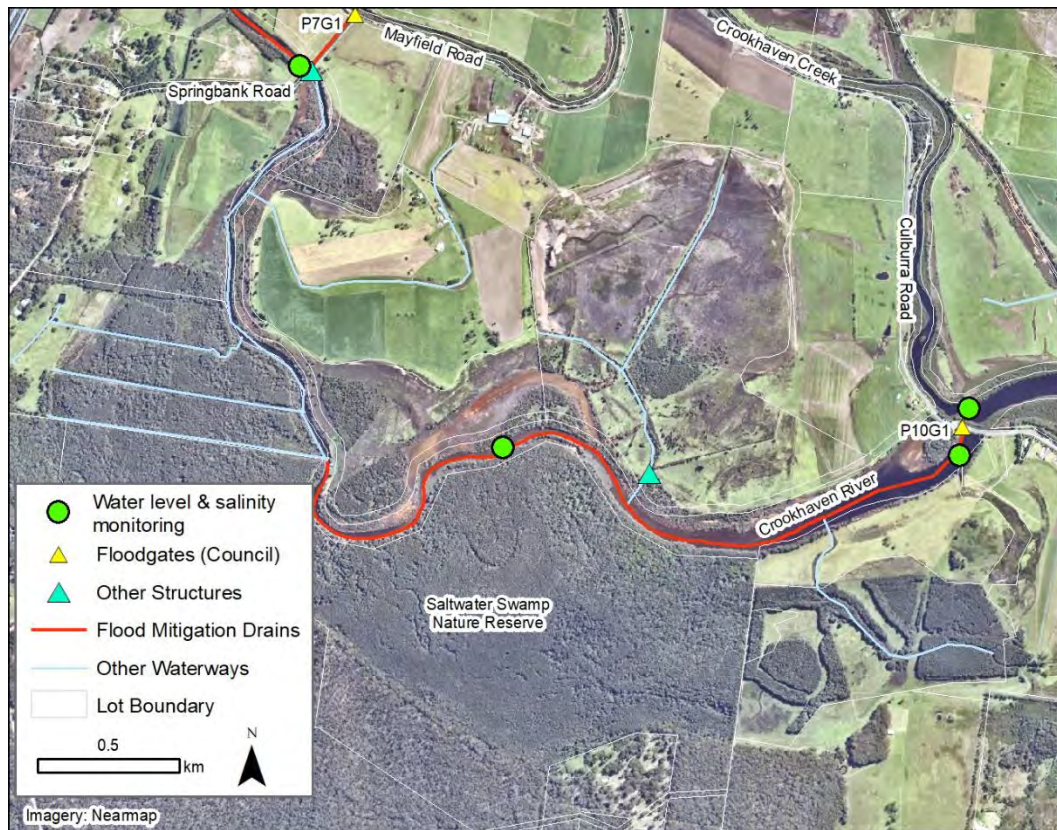 P7G1
Mayfield Road
Springbank Road
Crookhaven Creek
Culburra Road
P10G1
Crookhaven River
Saltwater Swamp
Nature Reserve
Water level & salinity
monitoring
Floodgates (Council)
Other Structures
Flood Mitigation Drains
Other Waterways
Lot Boundary
0.5
km
N
Imagery: Nearmap